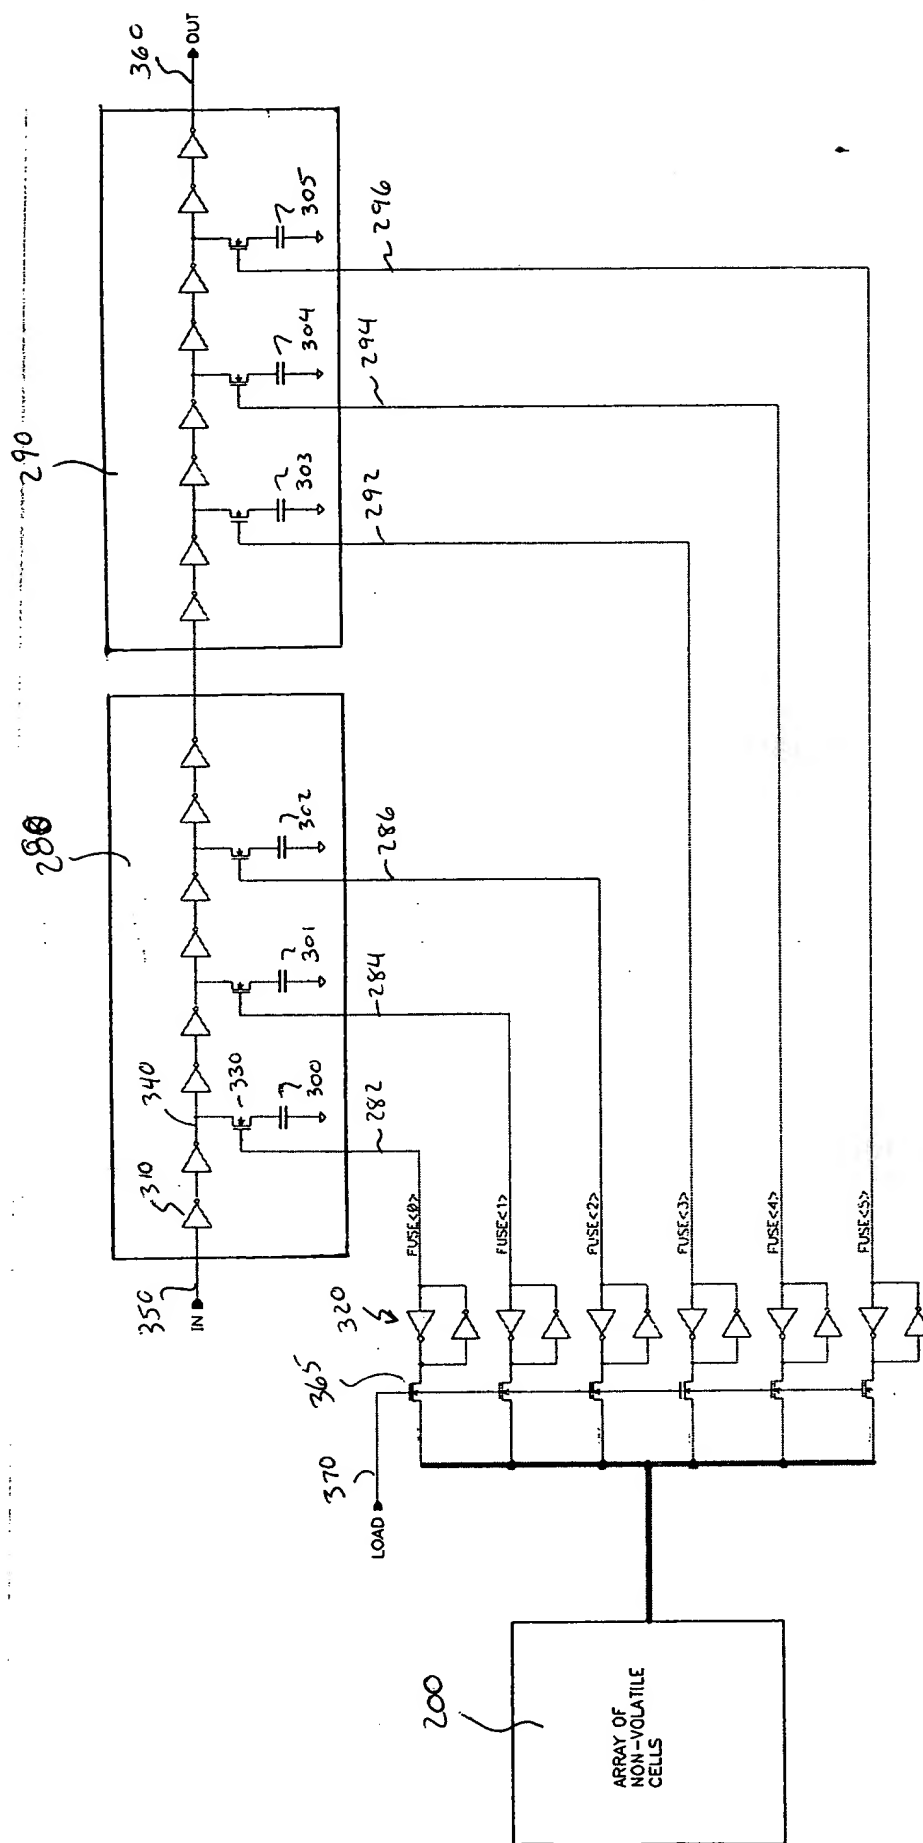 290
360
OUT
305
304
303
296
294
292
280
340
310
330
300
301
302
286
284
282
350
IN
FUSE<0>
FUSE<1>
FUSE<2>
FUSE<3>
FUSE<4>
FUSE<5>
320
365
370
LOAD
200
ARRAY OF
NON-VOLATILE
CELLS